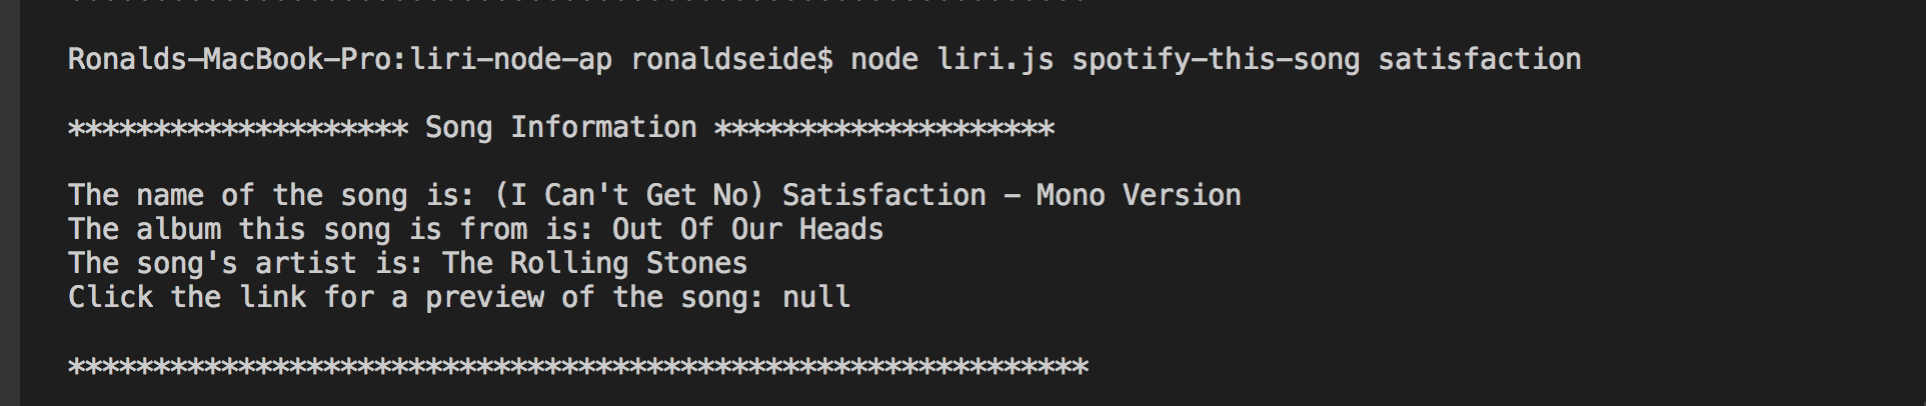 Ronalds-MacBook-Pro:liri-node-ap ronaldseide$ node liri.js spotify-this-song satisfaction
******************** Song Information ********************
The name of the song is: (I Can't Get No) Satisfaction - Mono Version
The album this song is from is: Out Of Our Heads
The song's artist is: The Rolling Stones
Click the link for a preview of the song: null
************************************************************